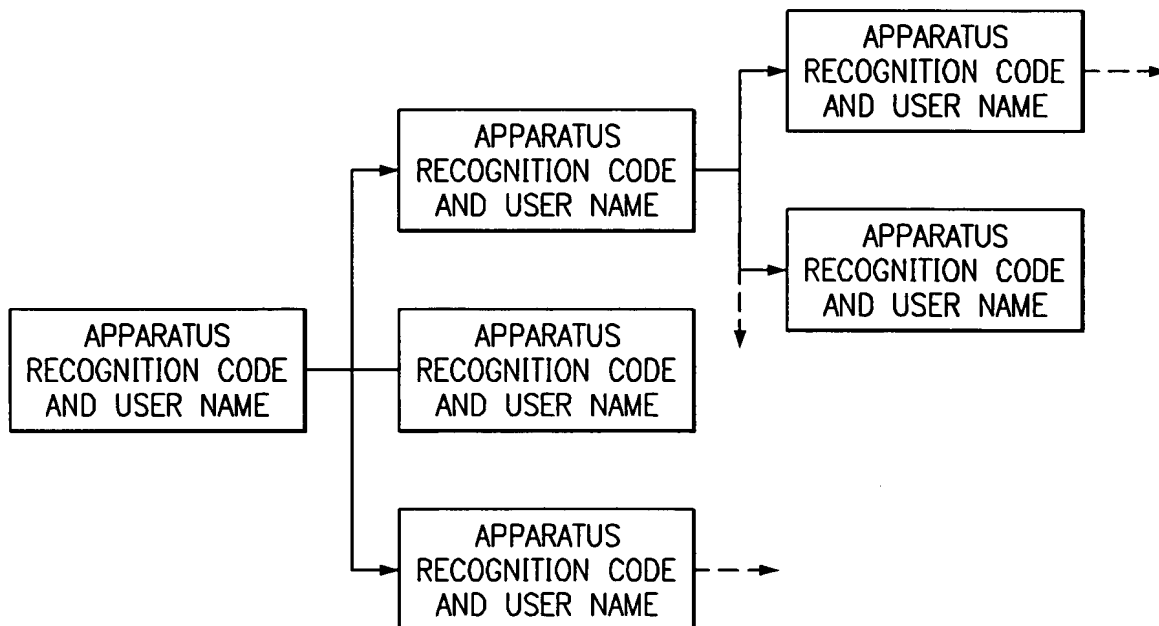 APPARATUS
RECOGNITION CODE
AND USER NAME
APPARATUS
RECOGNITION CODE
AND USER NAME
APPARATUS
RECOGNITION CODE
AND USER NAME
APPARATUS
RECOGNITION CODE
AND USER NAME
APPARATUS
RECOGNITION CODE
AND USER NAME
APPARATUS
RECOGNITION CODE
AND USER NAME